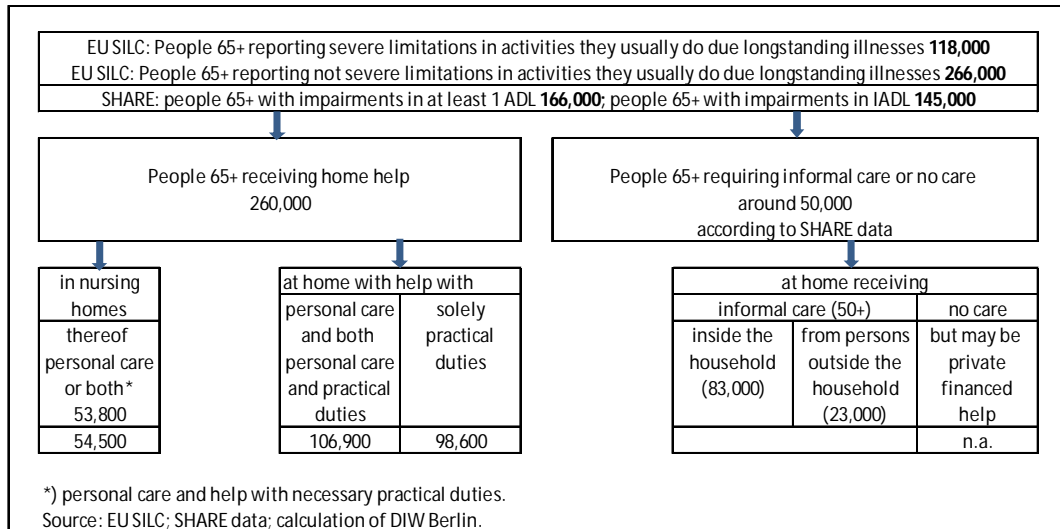 EU SILC: People 65+ reporting severe limitations in activities they usually do due longstanding illnesses 118,000
EU SILC: People 65+ reporting not severe limitations in activities they usually do due longstanding illnesses 266,000
SHARE: people 65+ with impairments in at least 1 ADL 166,000; people 65+ with impairments in IADL 145,000
People 65+ receiving home help
260,000
People 65+ requiring informal care or no care
around 50,000
according to SHARE data
in nursing
homes
thereof
personal care
or both*
53,800
54,500
at home with help with
personal care
and both
personal care
and practical
duties
106,900
solely
practical
duties
98,600
at home receiving
informal care (50+)
inside the
household
(83,000)
from persons
outside the
household
(23,000)
no care
but may be
private
financed
help
n.a.
*) personal care and help with necessary practical duties.
Source: EU SILC; SHARE data; calculation of DIW Berlin.